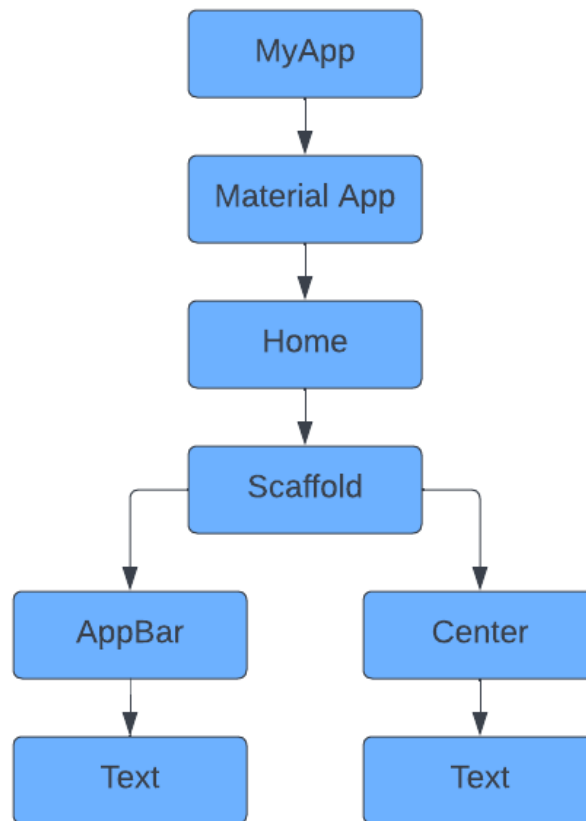 MyApp
Material App
Home
Scaffold
AppBar
Center
Text
Text